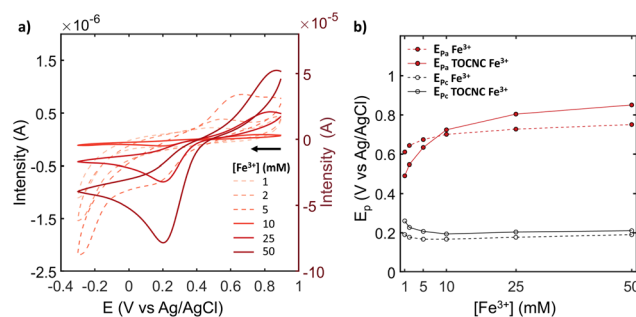 a)
×10⁻⁶
×10⁻⁵
1.5
0.5
-0.5
-1.5
-2.5
Intensity (A)
5
0
-5
-10
Intensity (A)
[Fe³⁺] (mM)
1
2
5
10
25
50
-0.4 -0.2 0 0.2 0.4 0.6 0.8 1
E (V vs Ag/AgCl)
b)
E_Pa Fe³⁺
E_Pa TOCNC Fe³⁺
E_Pc Fe³⁺
E_Pc TOCNC Fe³⁺
1
0.8
0.6
0.4
0.2
0
E_p (V vs Ag/AgCl)
1 5 10 25 50
[Fe³⁺] (mM)